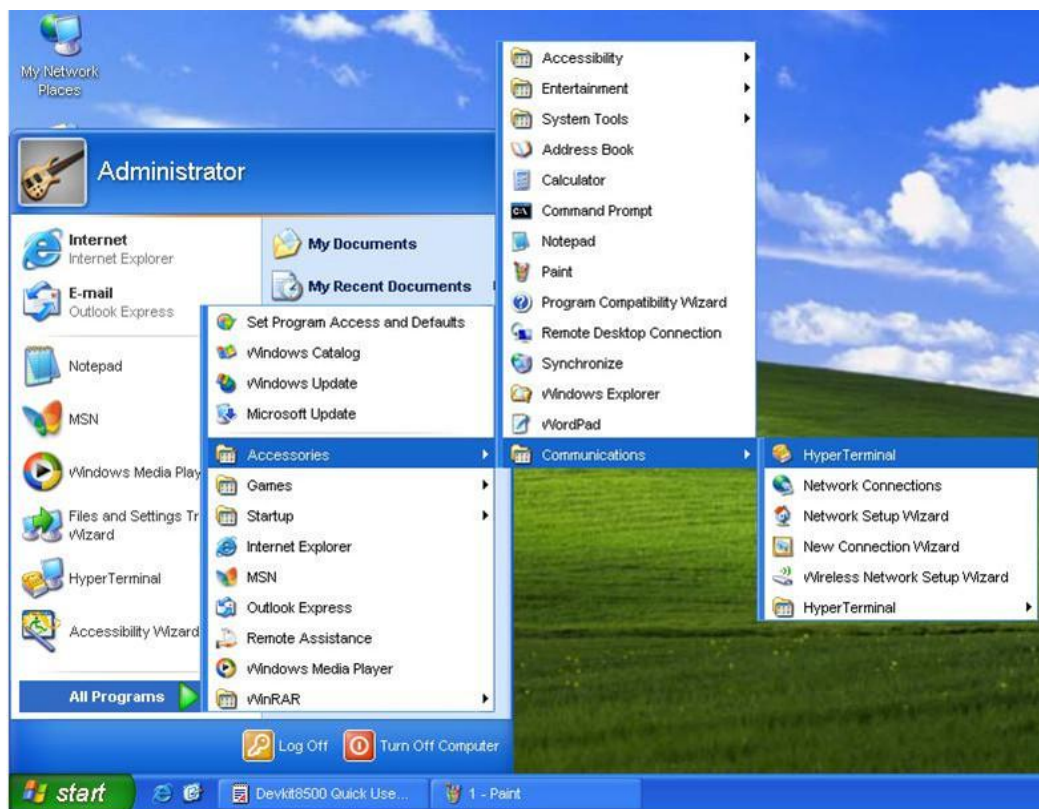 My Network
Places
Administrator
Internet
Internet Explorer
E-mail
Outlook Express
Notepad
MSN
Windows Media Play
Files and Settings Tr
Wizard
HyperTerminal
Accessibility Wizard
All Programs
My Documents
My Recent Documents
Set Program Access and Defaults
Windows Catalog
Windows Update
Microsoft Update
Accessories
Games
Startup
Internet Explorer
MSN
Outlook Express
Remote Assistance
Windows Media Player
WinRAR
Accessibility
Entertainment
System Tools
Address Book
Calculator
C:\
Command Prompt
Notepad
Paint
Program Compatibility Wizard
Remote Desktop Connection
Synchronize
Windows Explorer
WordPad
Communications
HyperTerminal
Network Connections
Network Setup Wizard
New Connection Wizard
Wireless Network Setup Wizard
HyperTerminal
Log Off
Turn Off Computer
start
Devkit8500 Quick Use...
1 - Paint